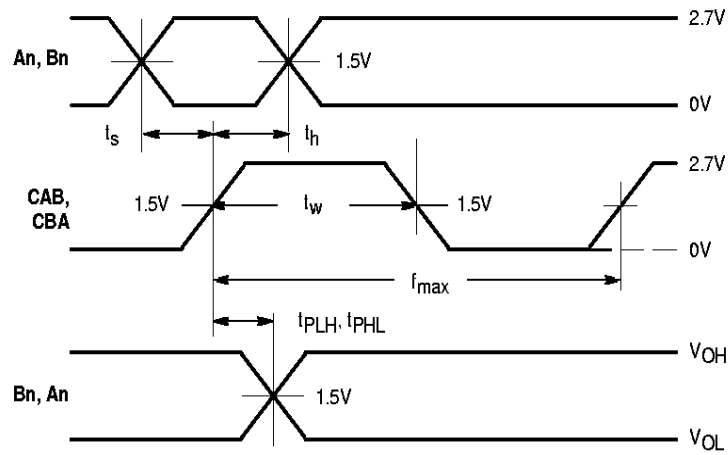 2.7V
An, Bn
1.5V
0V
ts
th
2.7V
CAB,
CBA
1.5V
tw
1.5V
0V
fmax
tPLH, tPHL
VOH
Bn, An
1.5V
VOL